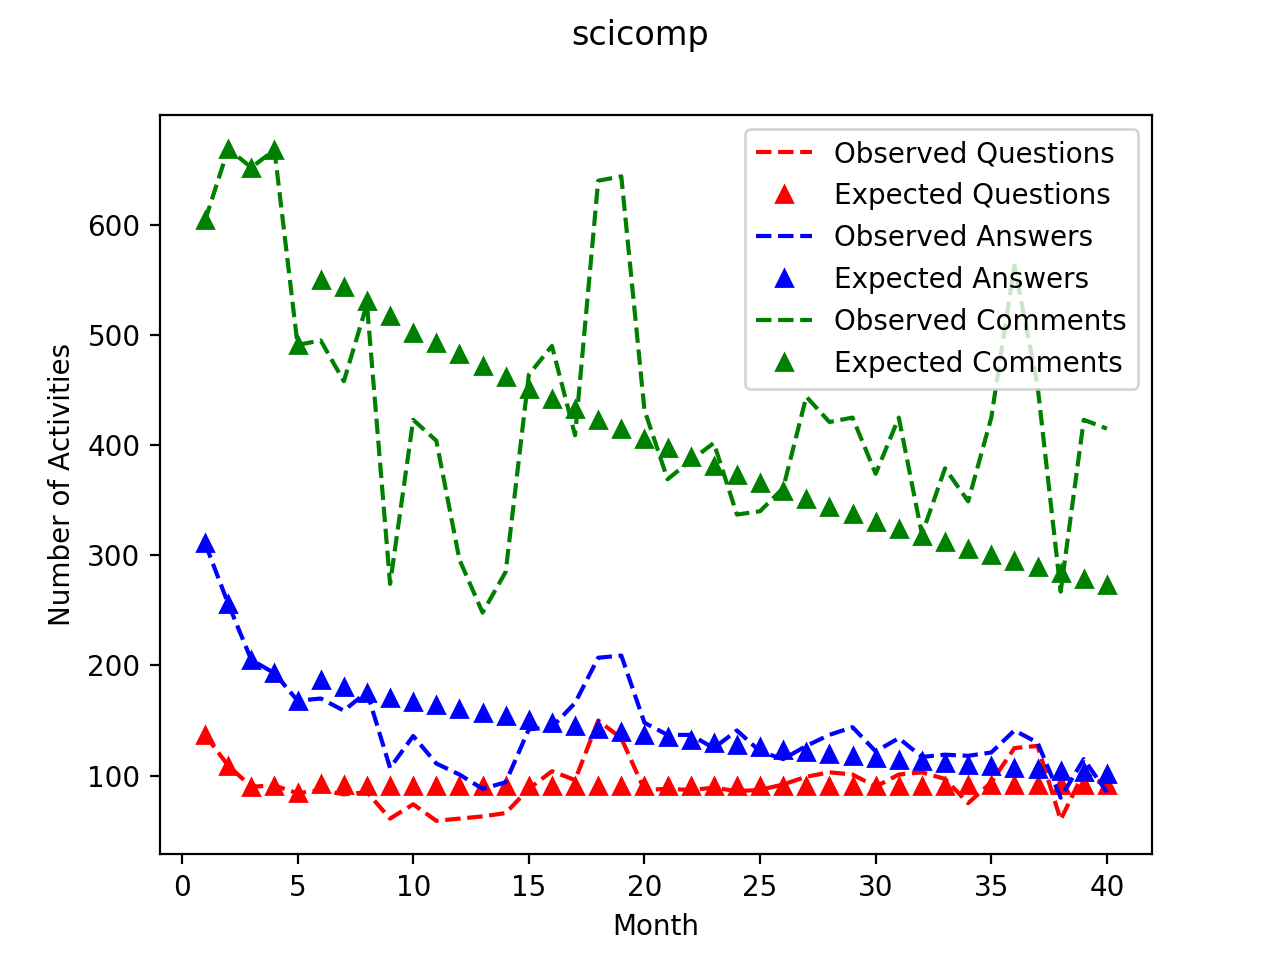 scicomp
Observed Questions
Expected Questions
Observed Answers
Expected Answers
Observed Comments
Expected Comments
600
500
400
300
200
100
Number of Activities
0 5 10 15 20 25 30 35 40
Month